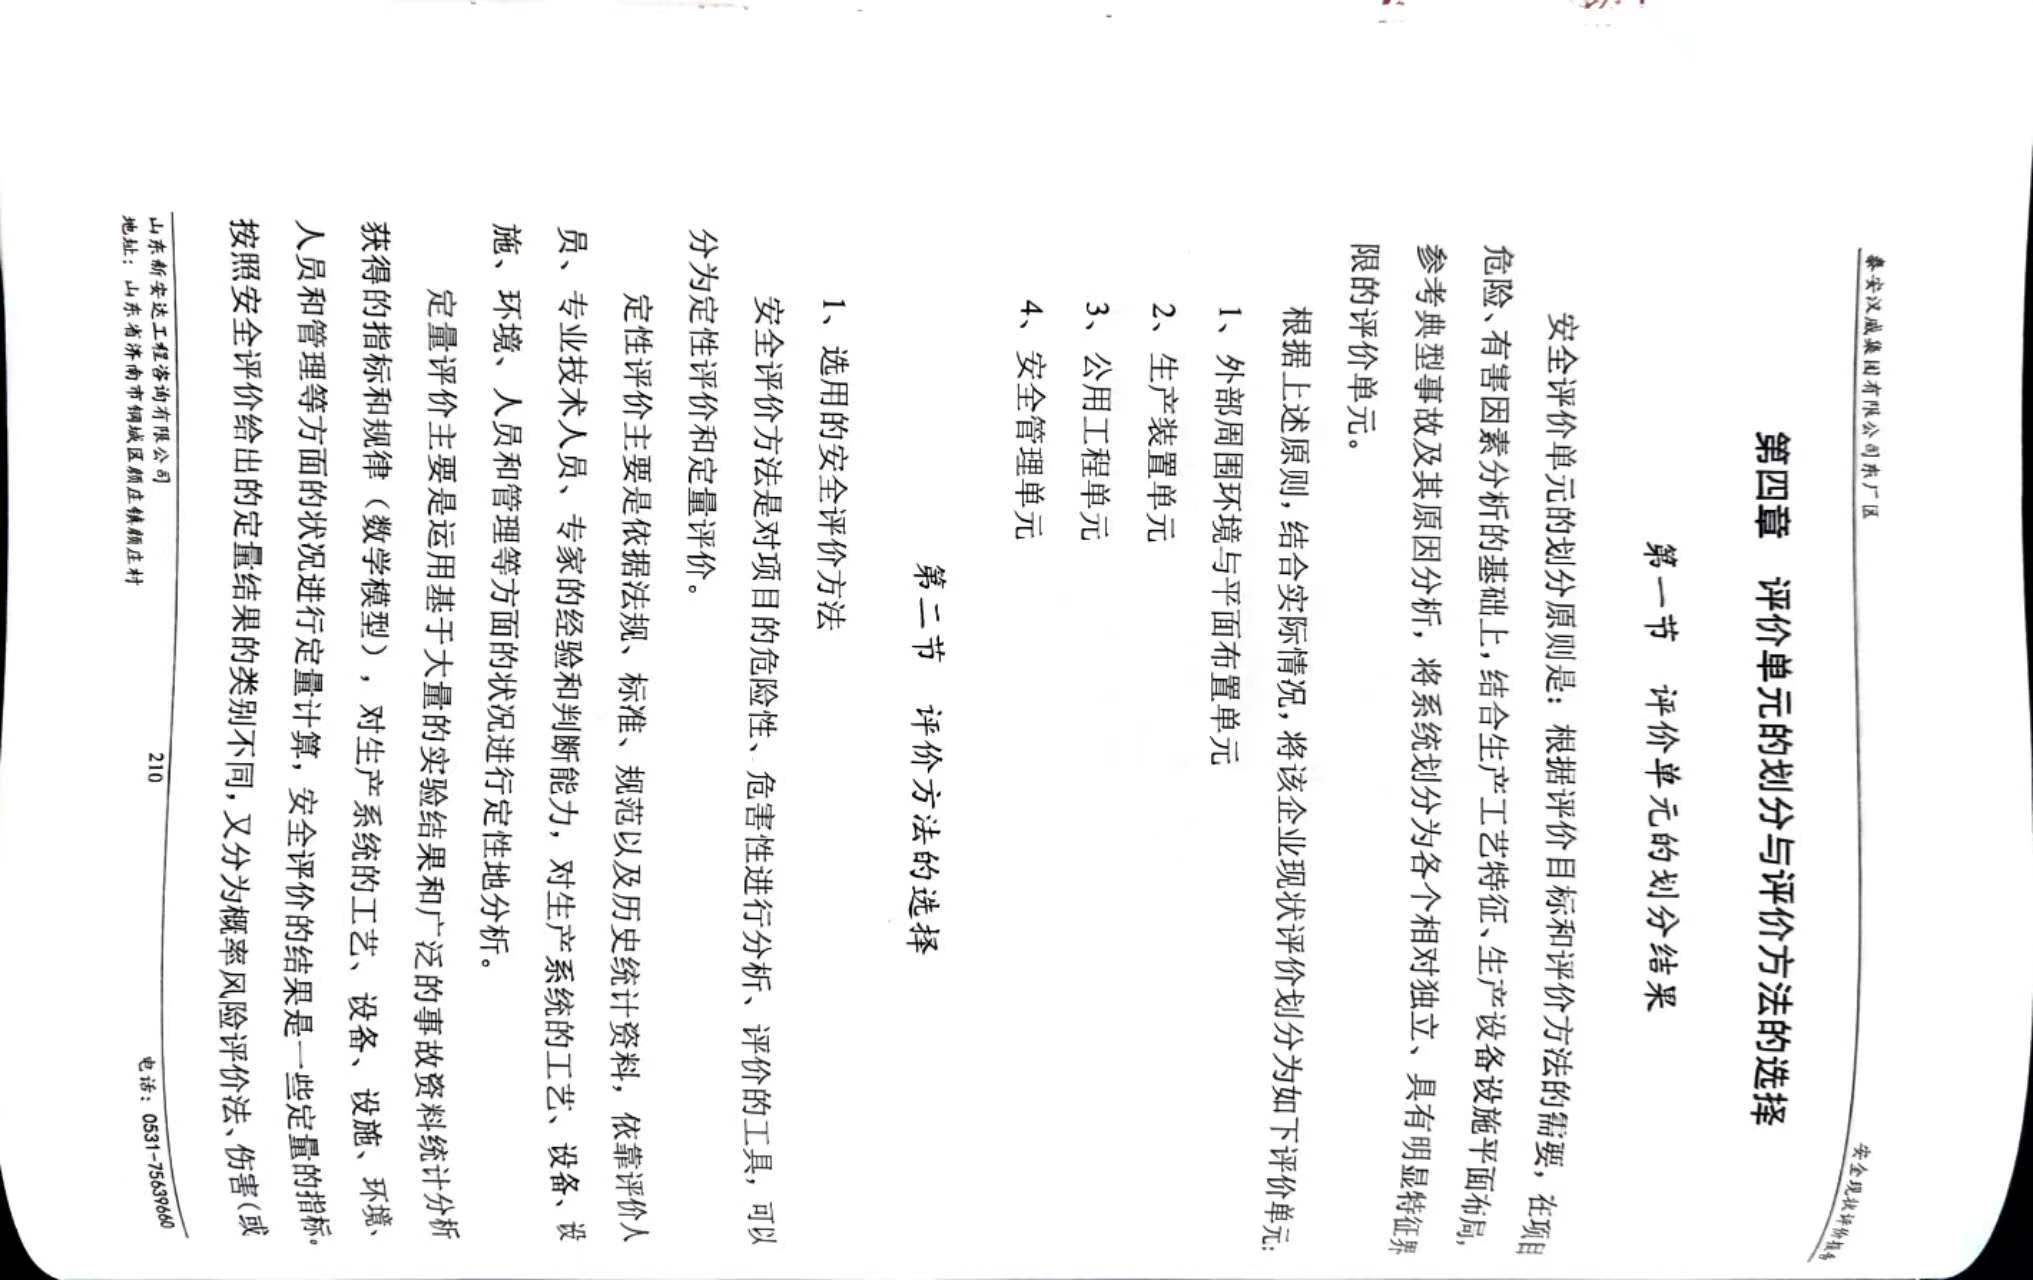 泰安汉威集团有限公司东厂区
安全现状评价报告
第四章 评价单元的划分与评价方法的选择
第一节 评价单元的划分结果
安全评价单元的划分原则是：根据评价目标和评价方法的需要，在项目
危险、有害因素分析的基础上，结合生产工艺特征、生产设备设施平面布局，
参考典型事故及其原因分析，将系统划分为各个相对独立、具有明显特征界
限的评价单元。
根据上述原则，结合实际情况，将该企业现状评价划分为如下评价单元：
1、外部周围环境与平面布置单元
2、生产装置单元
3、公用工程单元
4、安全管理单元
第二节 评价方法的选择
1、选用的安全评价方法
安全评价方法是对项目的危险性、危害性进行分析、评价的工具，可以
分为定性评价和定量评价。
定性评价主要是依据法规、标准、规范以及历史统计资料，依靠评价人
员、专业技术人员、专家的经验和判断能力，对生产系统的工艺、设备、设
施、环境、人员和管理等方面的状况进行定性地分析。
定量评价主要是运用基于大量的实验结果和广泛的事故资料统计分析
获得的指标和规律（数学模型），对生产系统的工艺、设备、设施、环境、
人员和管理等方面的状况进行定量计算，安全评价的结果是一些定量的指标。
按照安全评价给出的定量结果的类别不同，又分为概率风险评价法、伤害（或
山东新安达工程咨询有限公司
地址：山东省济南市钢城区颜庄镇颜庄村
210
电话：0531-75639660